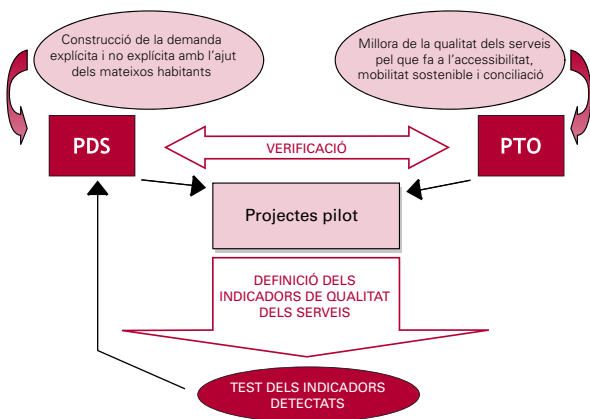 Construcció de la demanda
explícita i no explícita amb l'ajut
dels mateixos habitants
Millora de la qualitat dels serveis
pel que fa a l'accessibilitat,
mobilitat sostenible i conciliació
PDS
VERIFICACIÓ
PTO
Projectes pilot
DEFINICIÓ DELS
INDICADORS DE QUALITAT
DELS SERVEIS
TEST DELS INDICADORS
DETECTATS